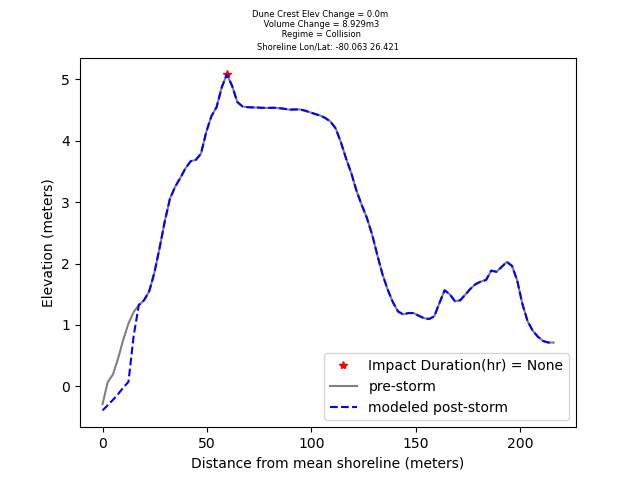 Dune Crest Elev Change = 0.0m
Volume Change = 8.929m3
Regime = Collision
Shoreline Lon/Lat: -80.063 26.421
5
4
3
2
1
0
Elevation (meters)
Impact Duration(hr) = None
pre-storm
modeled post-storm
0
50
100
150
200
Distance from mean shoreline (meters)